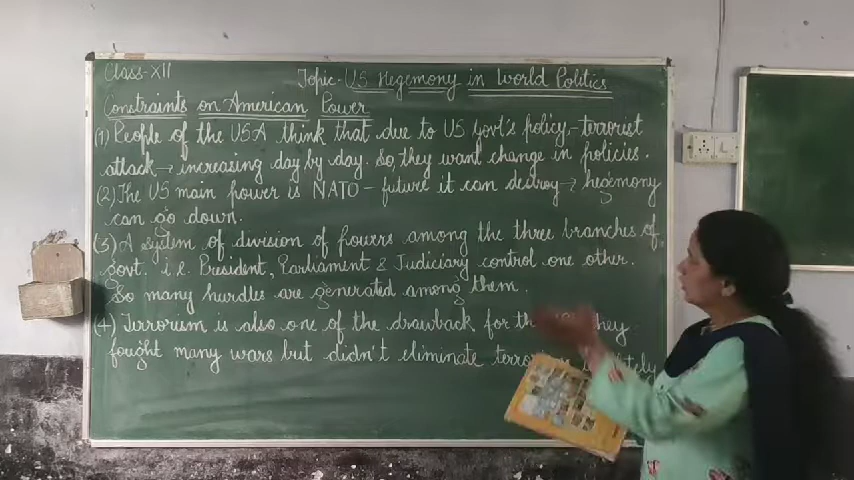 Class-XII
Topic-US Hegemony in World Politics
Constraints on American Power
(1) People of the USA think that due to US govt's policy,-terrorist
attack→ increasing day by day. So, they want change in policies.
(2) The US main power is NATO - future it can destroy→ hegemony
can go down.
(3) A system of division of powers among the three branches of
govt. i.e. President, Parliament & Judiciary control one other.
So many hurdles are generated among them.
(4) Terrorism is also one of the drawback for they
fought many wars but didn't eliminate